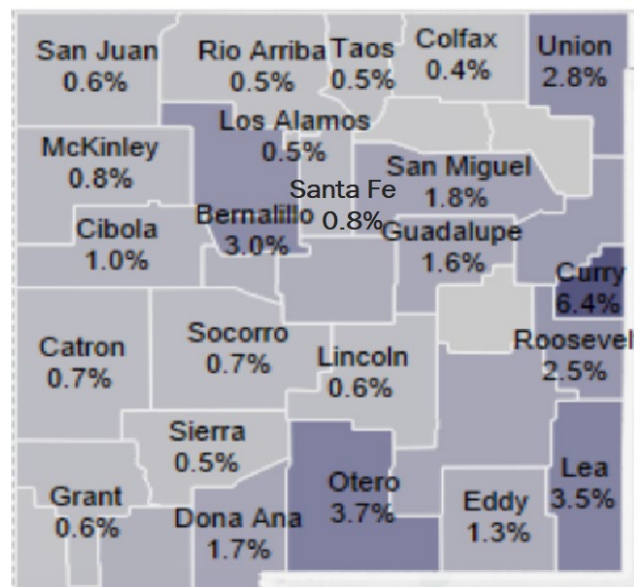 San Juan
0.6%
Rio Arriba
0.5%
Taos
0.5%
Colfax
0.4%
Union
2.8%
Los Alamos
0.5%
McKinley
0.8%
San Miguel
1.8%
Santa Fe
0.8%
Bernalillo
3.0%
Cibola
1.0%
Guadalupe
1.6%
Curry
6.4%
Catron
0.7%
Socorro
0.7%
Lincoln
0.6%
Roosevelt
2.5%
Sierra
0.5%
Grant
0.6%
Dona Ana
1.7%
Otero
3.7%
Eddy
1.3%
Lea
3.5%